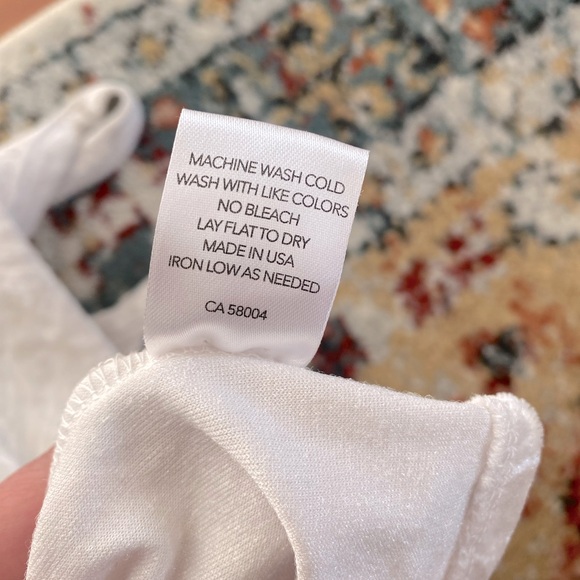 MACHINE WASH COLD
WASH WITH LIKE COLORS
NO BLEACH
LAY FLAT TO DRY
MADE IN USA
IRON LOW AS NEEDED
CA 58004